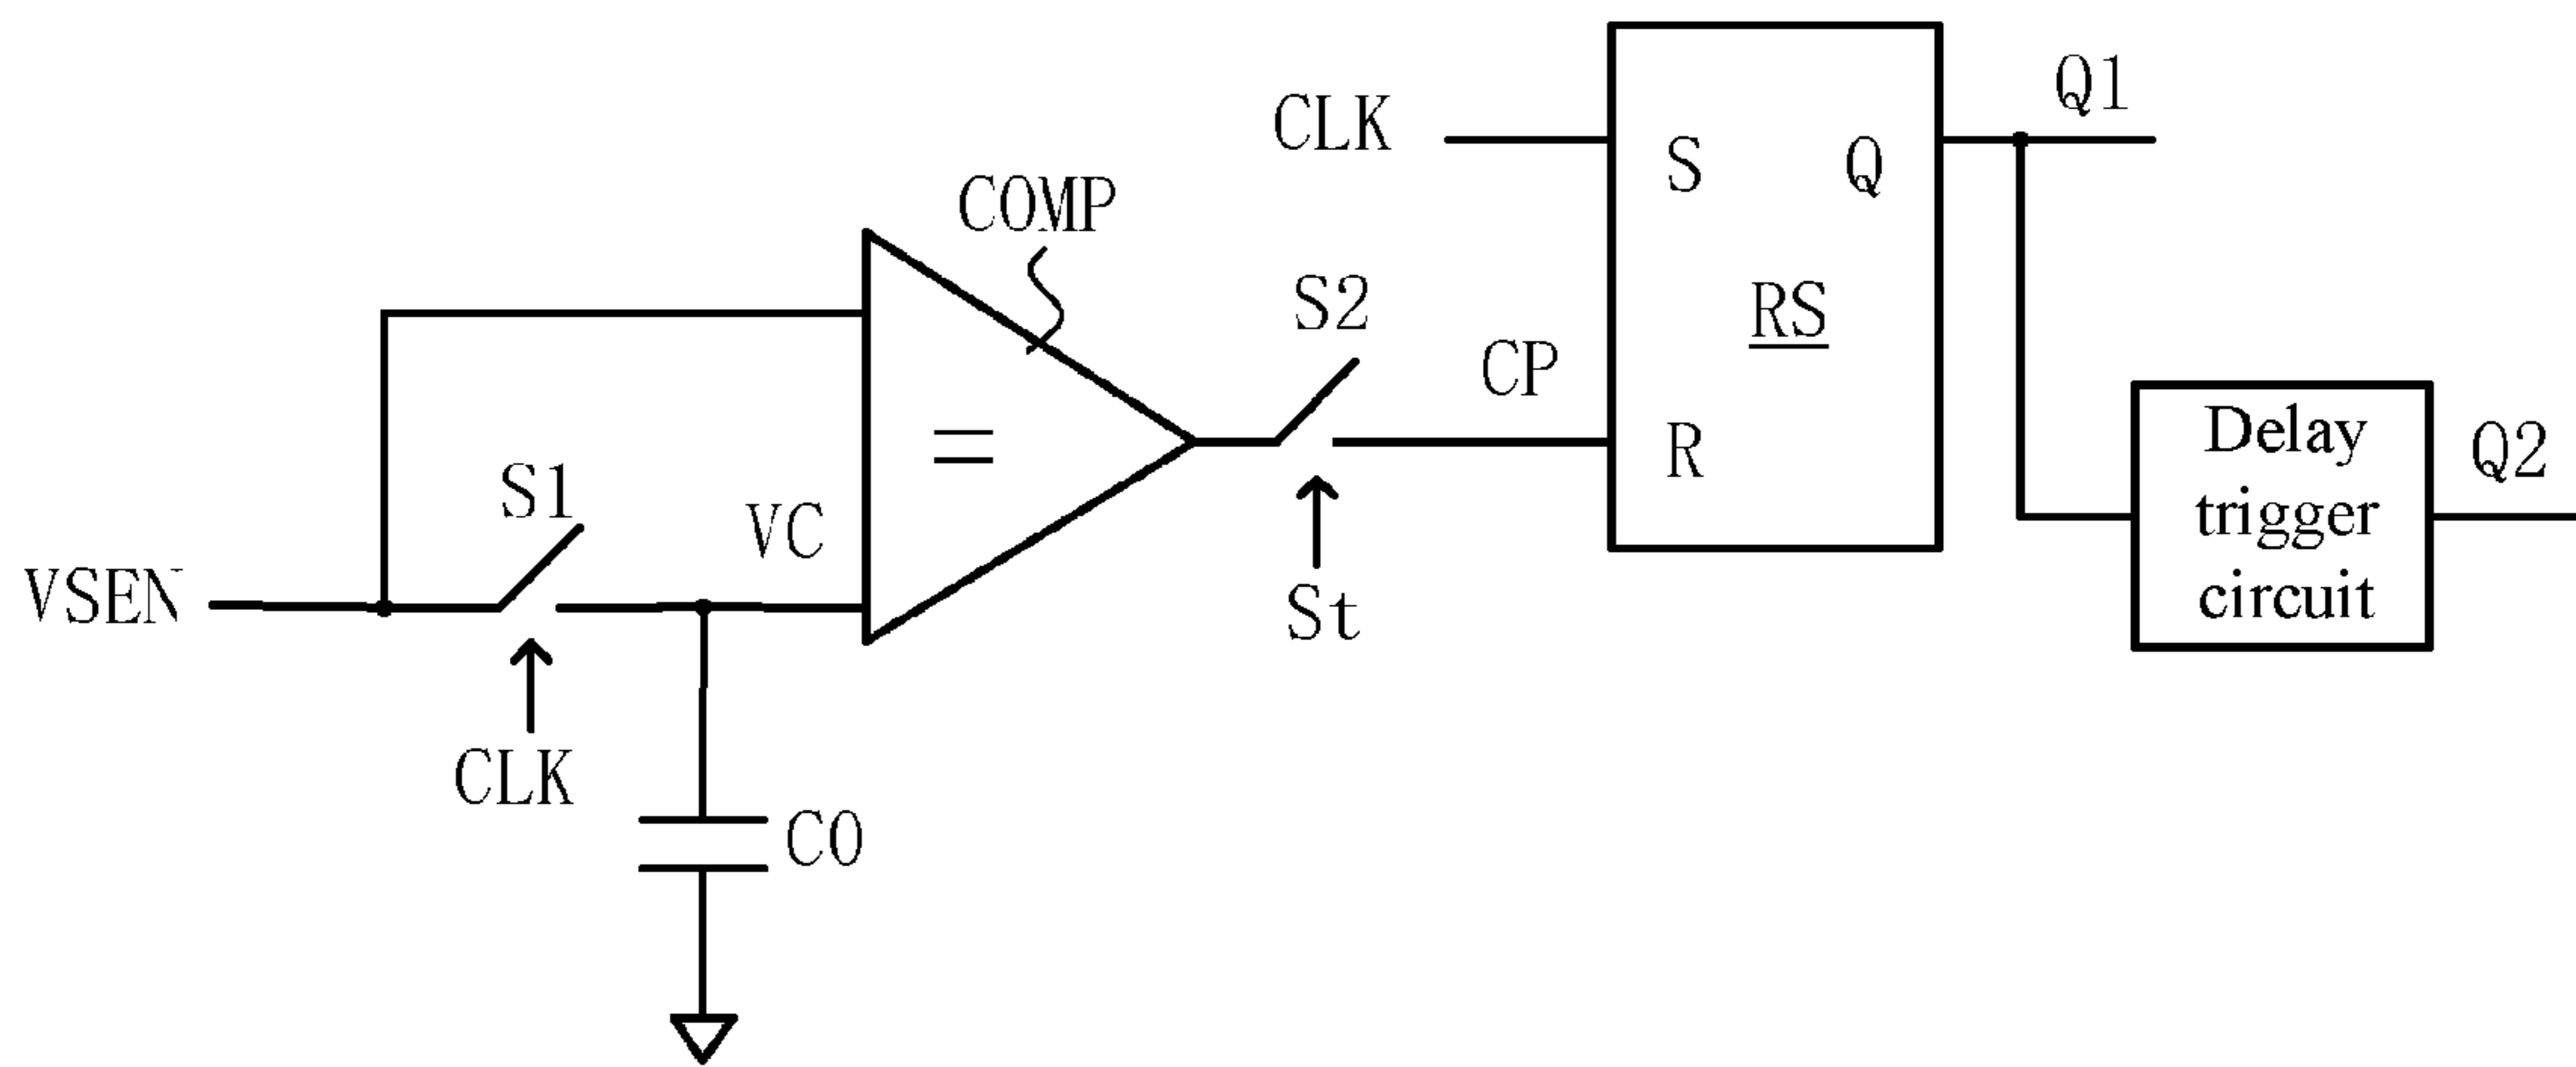 Q1
CLK
S
Q
COMP
S2
RS
CP
R
Delay
trigger
circuit
Q2
=
S1
VC
VSEN
St
CLK
C0